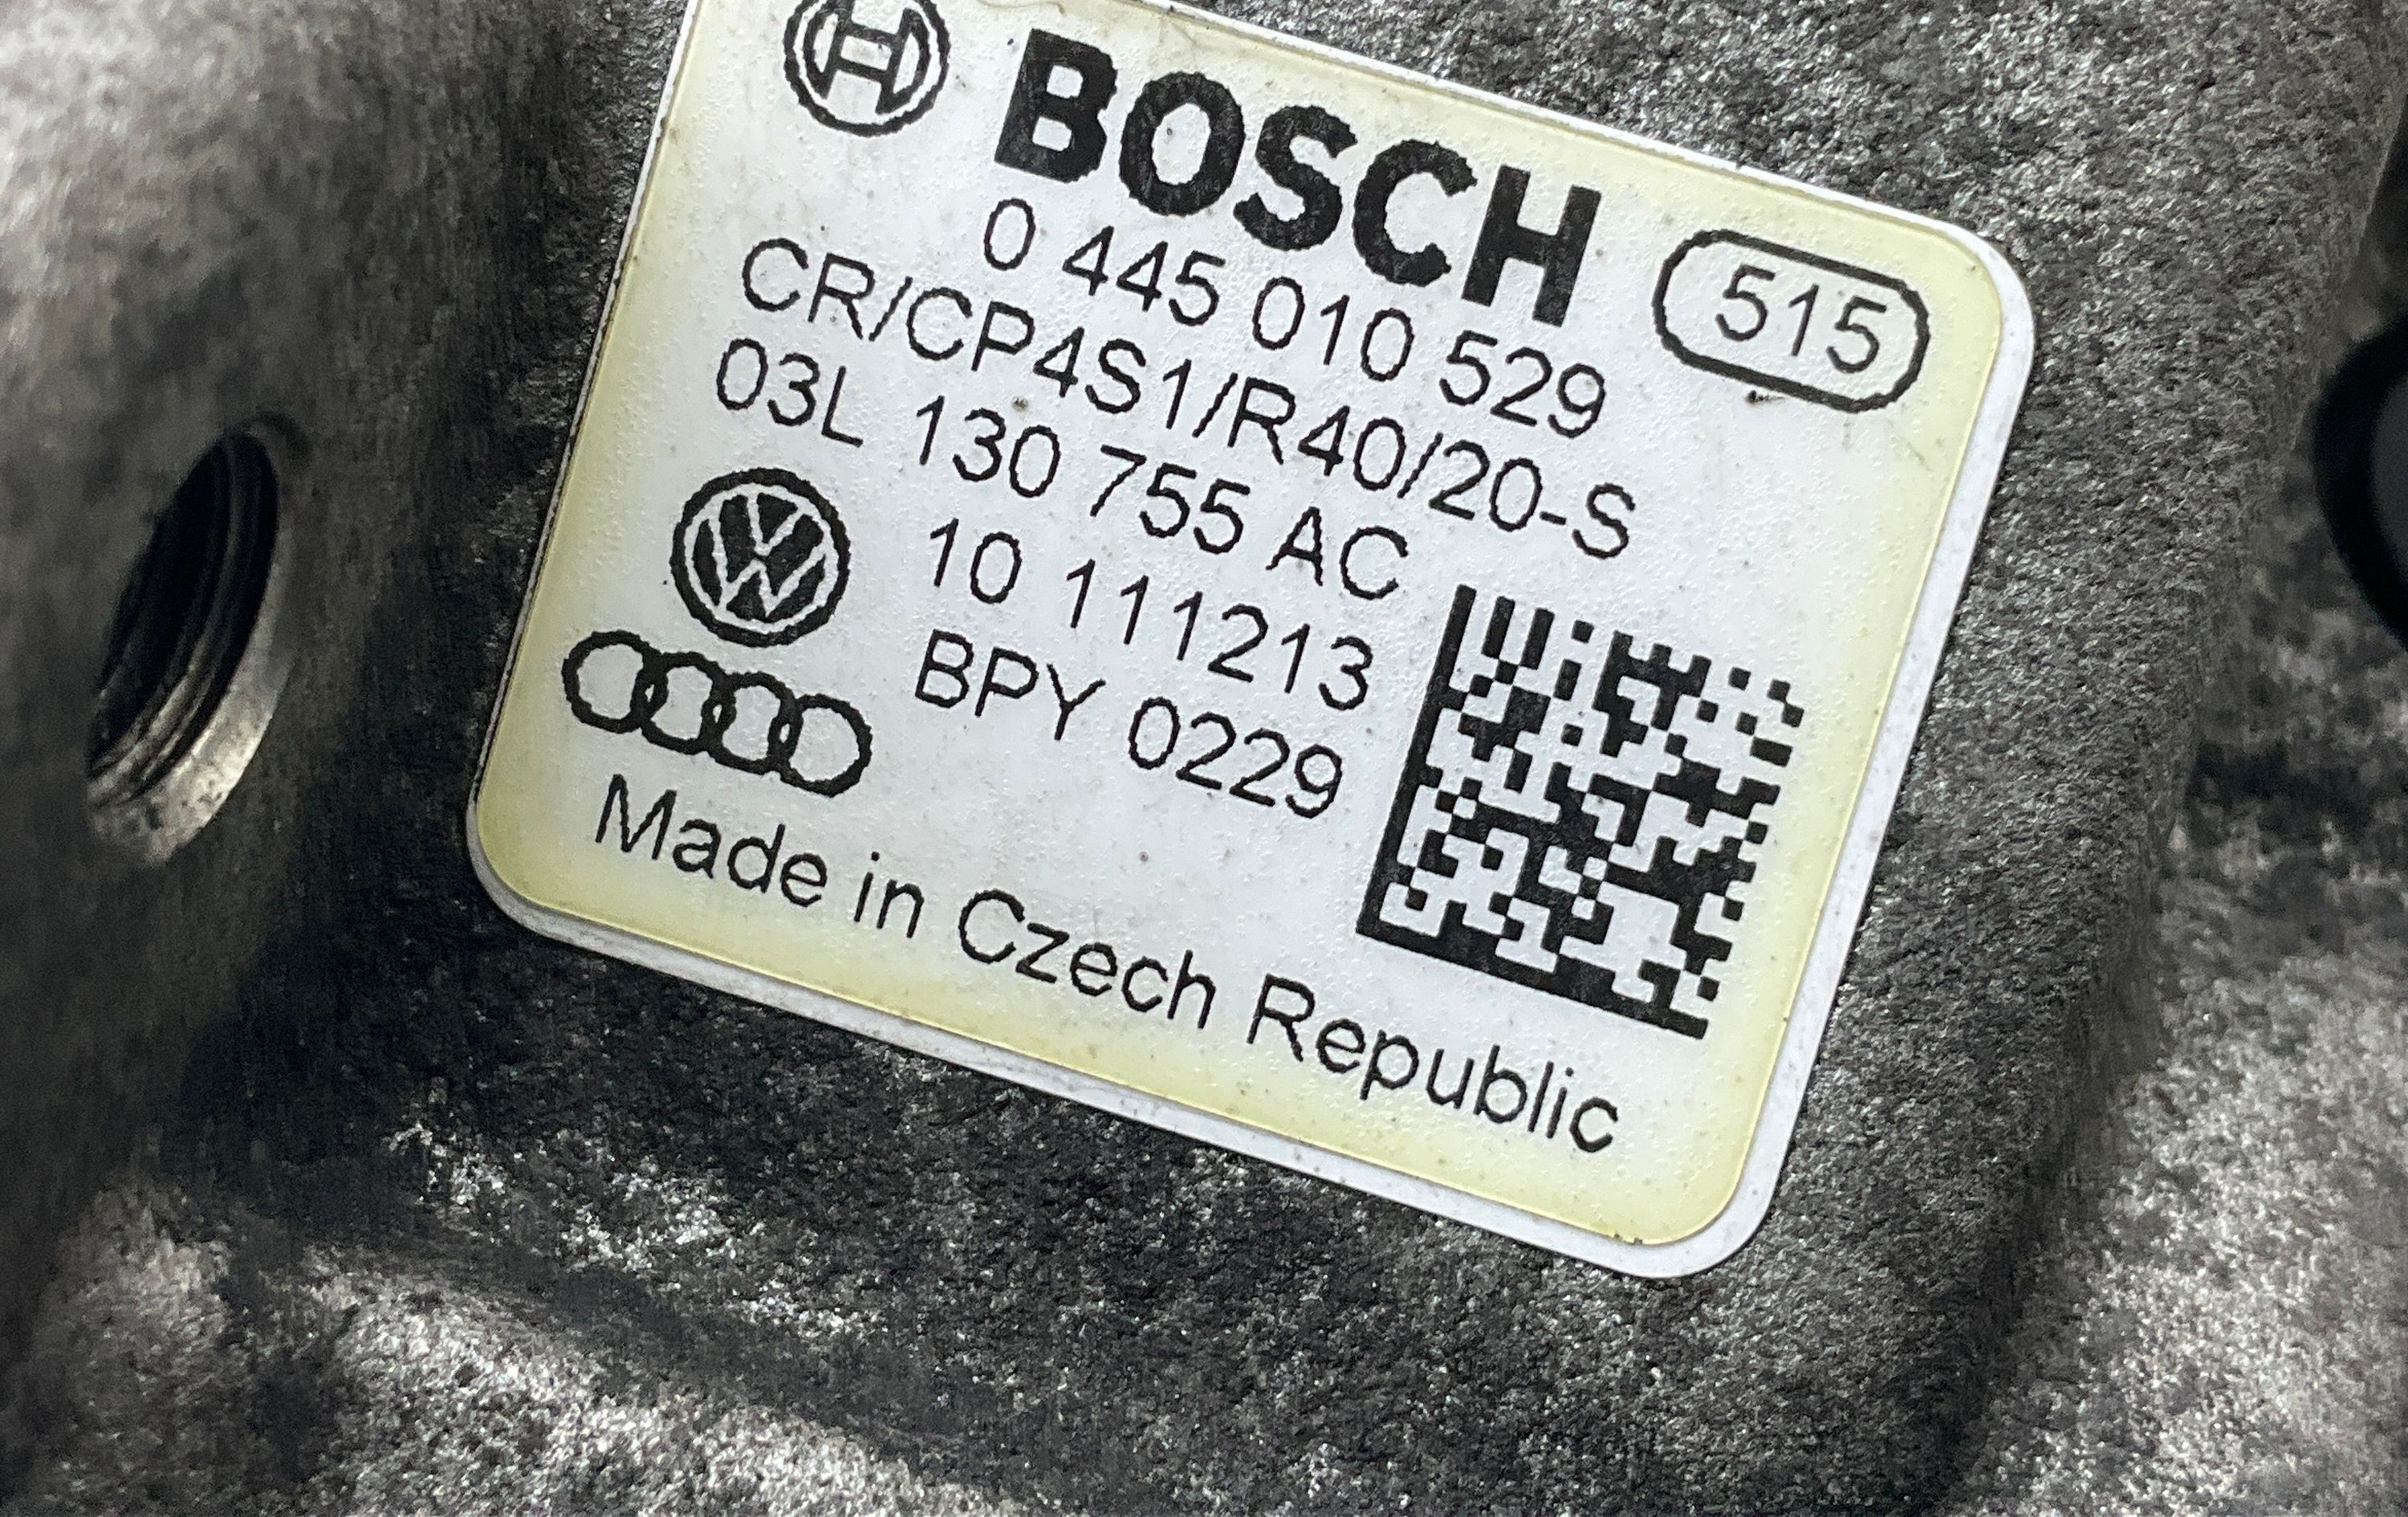 BOSCH
0 445 010 529 515
CR/CP4S1/R40/20-S
03L 130 755 AC
10 111213
BPY 0229
Made in Czech Republic